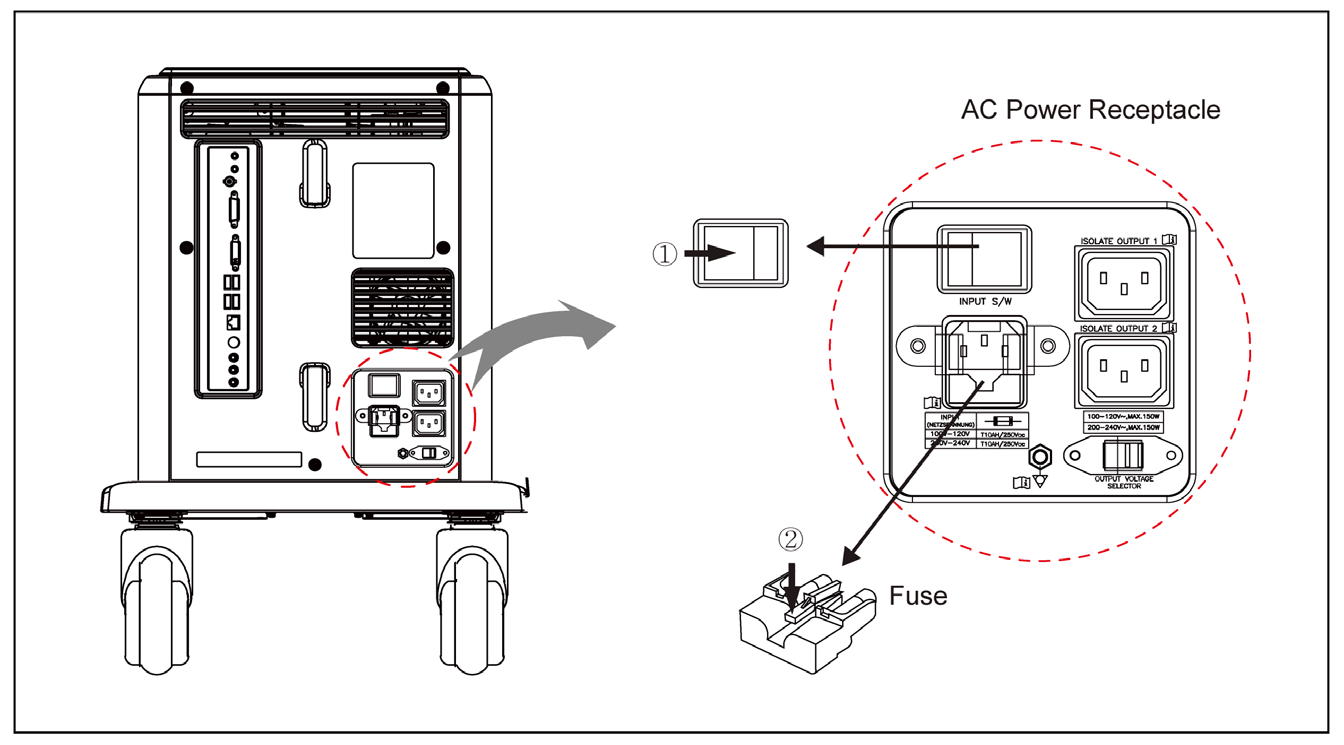 AC Power Receptacle
①
ISOLATE OUTPUT 1
INPUT S/W
ISOLATE OUTPUT 2
INPUT
(NETZSPANNUNG)
100V-120V T10AH/250Vac
200V-240V T10AH/250Vac
100-120V~,MAX.150W
200-240V~,MAX.150W
OUTPUT VOLTAGE
SELECTOR
②
Fuse